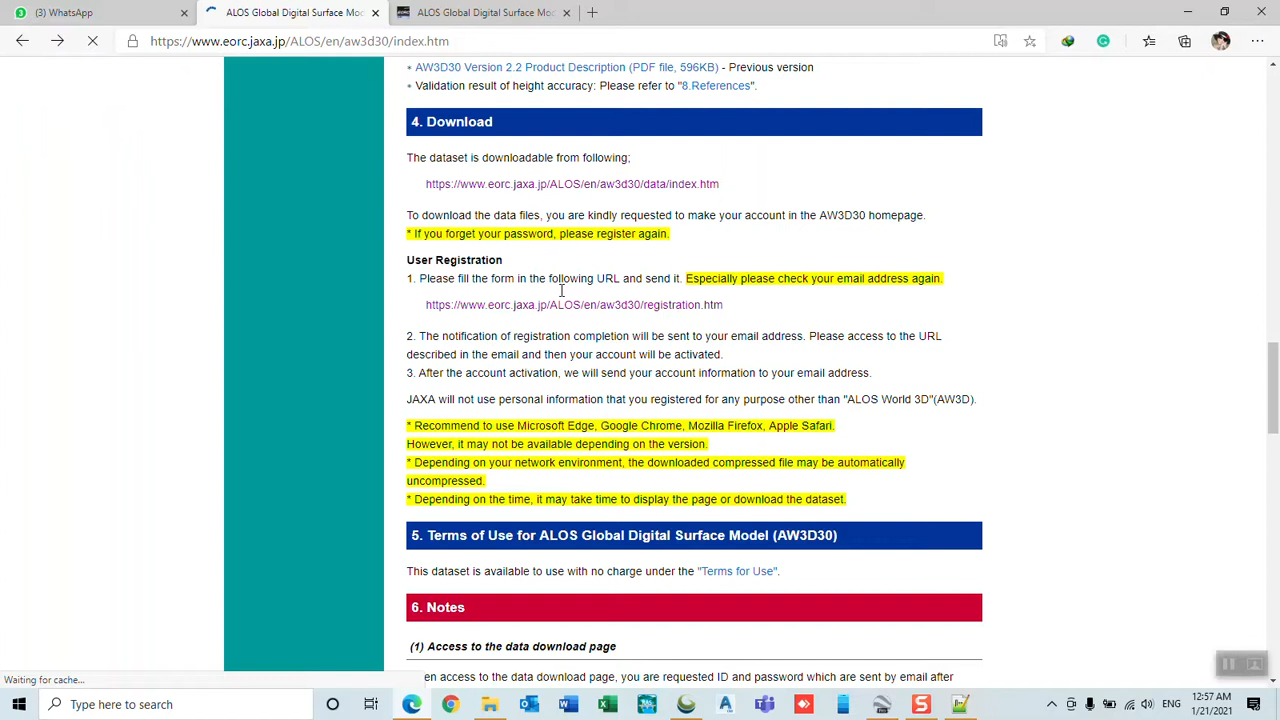 (3) WhatsApp
ALOS Global Digital Surface Mo
ALOS Global Digital Surface Mo
https://www.eorc.jaxa.jp/ALOS/en/aw3d30/index.htm
* AW3D30 Version 2.2 Product Description (PDF file, 596KB) - Previous version
* Validation result of height accuracy: Please refer to "8.References".
4. Download
The dataset is downloadable from following;
https://www.eorc.jaxa.jp/ALOS/en/aw3d30/data/index.htm
To download the data files, you are kindly requested to make your account in the AW3D30 homepage.
* If you forget your password, please register again.
User Registration
1. Please fill the form in the following URL and send it. Especially please check your email address again.
https://www.eorc.jaxa.jp/ALOS/en/aw3d30/registration.htm
2. The notification of registration completion will be sent to your email address. Please access to the URL
described in the email and then your account will be activated.
3. After the account activation, we will send your account information to your email address.
JAXA will not use personal information that you registered for any purpose other than "ALOS World 3D"(AW3D).
* Recommend to use Microsoft Edge, Google Chrome, Mozilla Firefox, Apple Safari.
However, it may not be available depending on the version.
* Depending on your network environment, the downloaded compressed file may be automatically
uncompressed.
* Depending on the time, it may take time to display the page or download the dataset.
5. Terms of Use for ALOS Global Digital Surface Model (AW3D30)
This dataset is available to use with no charge under the "Terms for Use".
6. Notes
(1) Access to the data download page
en access to the data download page, you are requested ID and password which are sent by email after
Waiting for cache...
Type here to search
ENG
12:57 AM
1/21/2021